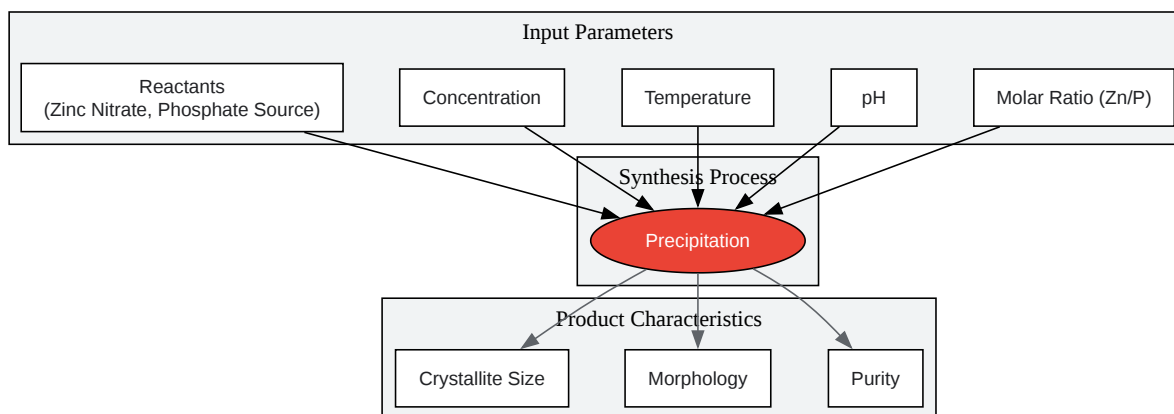 Input Parameters
Reactants
(Zinc Nitrate, Phosphate Source)
Concentration
Temperature
pH
Molar Ratio (Zn/P)
Synthesis Process
Precipitation
Product Characteristics
Crystallite Size
Morphology
Purity